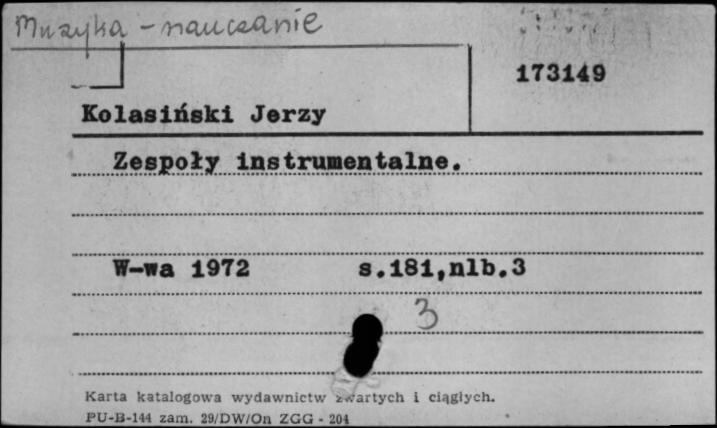 Muzyka - nauczanie
173149
Kolasiński Jerzy
Zespoły instrumentalne.
W-wa 1972 s.181,nlb.3
3
Karta katalogowa wydawnictw zwartych i ciągłych.
PU-B-144 zam. 29/DW/On ZGG - 204